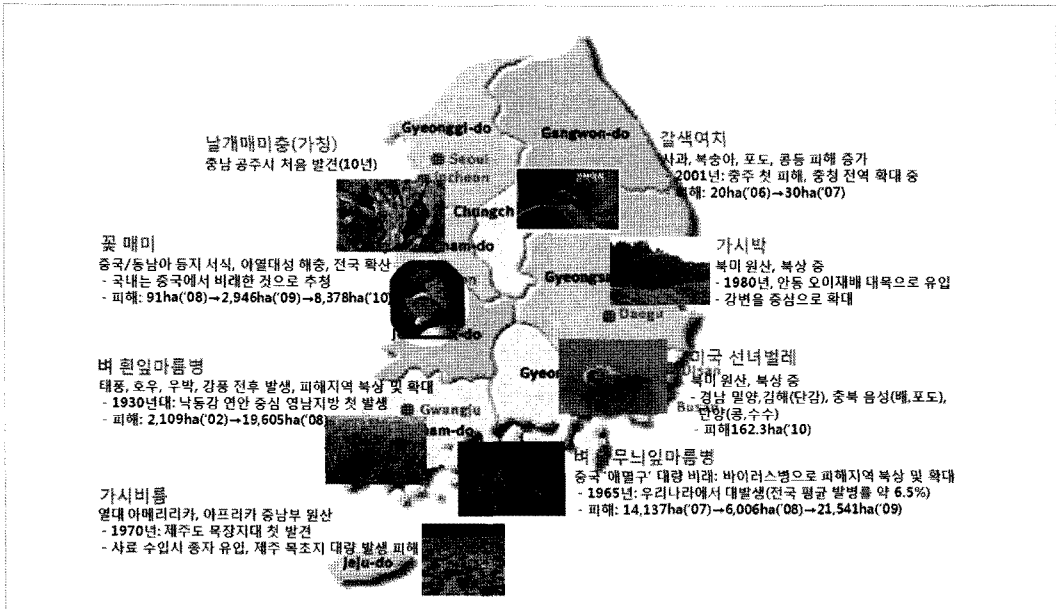 날개매미충(가칭)
충남 공주시 처음 발견(10년)
꽃 매미
중국/동남아 등지 서식, 아열대성 해충, 전국 확산
- 국내는 중국에서 비래한 것으로 추청
- 피해: 91ha('08)→2,946ha('09)→8,378ha('10)
벼 흰잎마름병
태풍, 호우, 우박, 강풍 전후 발생, 피해지역 북상 및 확대
- 1930년대: 낙동강 연안 중심 영남지방 첫 발생
- 피해: 2,109ha('02)→19,605ha('08)
가시비름
열대 아메리리카, 아프리카 중남부 원산
- 1970년: 제주도 목장지대 첫 발견
- 사료 수입시 종자 유입, 제주 목초지 대량 발생 피해
갈색여치
사과, 복숭아, 포도, 콩등 피해 증가
2001년: 충주 첫 피해, 충청 전역 확대 중
피해: 20ha('06)→30ha('07)
가시박
북미 원산, 북상 중
- 1980년, 안동 오이재배 대목으로 유입
- 강변을 중심으로 확대
미국 선녀벌레
북미 원산, 북상 중
- 경남 밀양,김해(단감), 충북 음성(배,포도),
단양(콩,수수)
- 피해162.3ha('10)
벼 무늬잎마름병
중국 '애멸구' 대량 비래: 바이러스병으로 피해지역 북상 및 확대
- 1965년: 우리나라에서 대발생(전국 평균 발병률 약 6.5%)
- 피해: 14,137ha('07)→6,006ha('08)→21,541ha('09)
Gyeonggi-do
Gangwon-do
Seoul
Chungch
Gyeongs
Daegu
Gyeo
Gwangju
Jeju-do